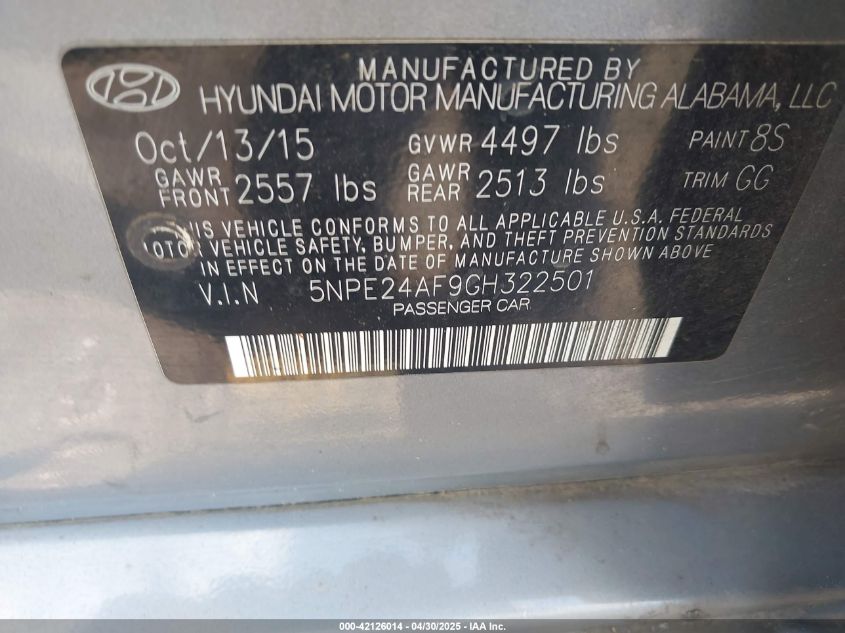 MANUFACTURED BY
HYUNDAI MOTOR MANUFACTURING ALABAMA, LLC
Oct/13/15 GVWR 4497 lbs PAINT 8S
GAWR FRONT 2557 lbs GAWR REAR 2513 lbs TRIM GG
THIS VEHICLE CONFORMS TO ALL APPLICABLE U.S.A. FEDERAL
MOTOR VEHICLE SAFETY, BUMPER, AND THEFT PREVENTION STANDARDS
IN EFFECT ON THE DATE OF MANUFACTURE SHOWN ABOVE
V.I.N 5NPE24AF9GH322501
PASSENGER CAR
000-42126014 - 04/30/2025 - IAA Inc.